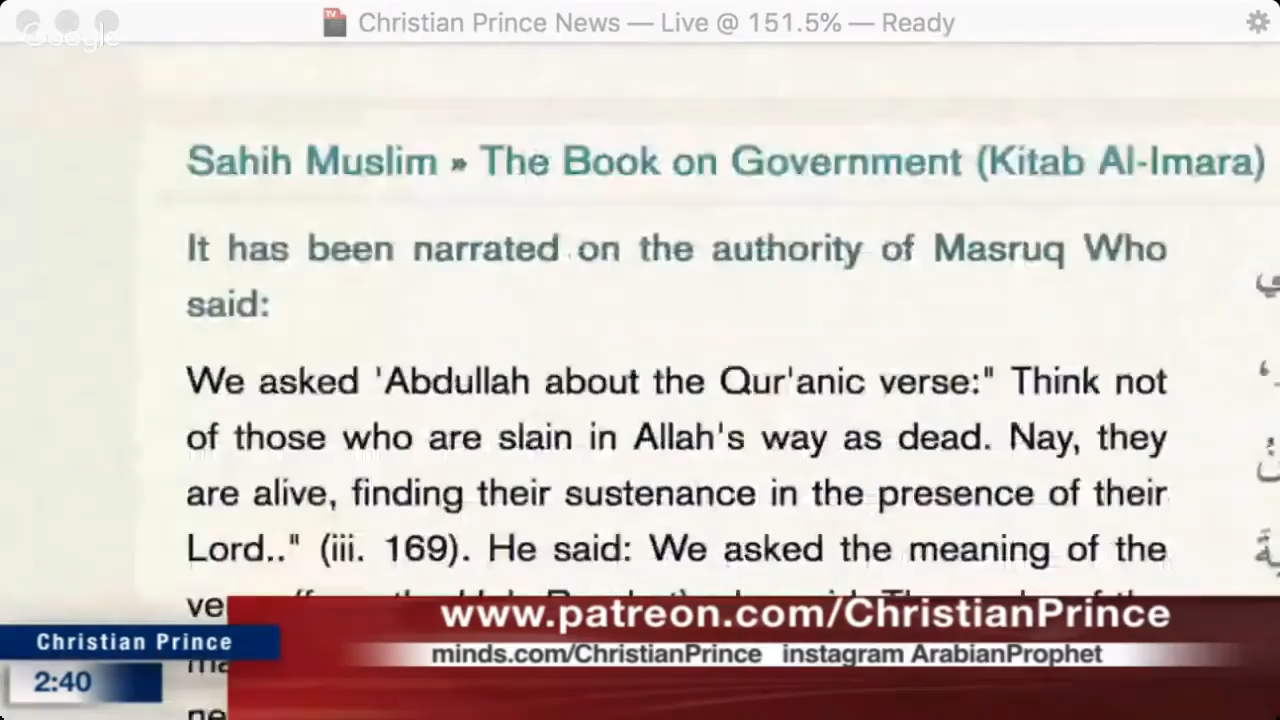 Christian Prince News — Live @ 151.5% — Ready
Google
Sahih Muslim » The Book on Government (Kitab Al-Imara)
It has been narrated on the authority of Masruq Who
said:
We asked 'Abdullah about the Qur'anic verse:" Think not
of those who are slain in Allah's way as dead. Nay, they
are alive, finding their sustenance in the presence of their
Lord.." (iii. 169). He said: We asked the meaning of the
www.patreon.com/ChristianPrince
Christian Prince
minds.com/ChristianPrince instagram ArabianProphet
2:40